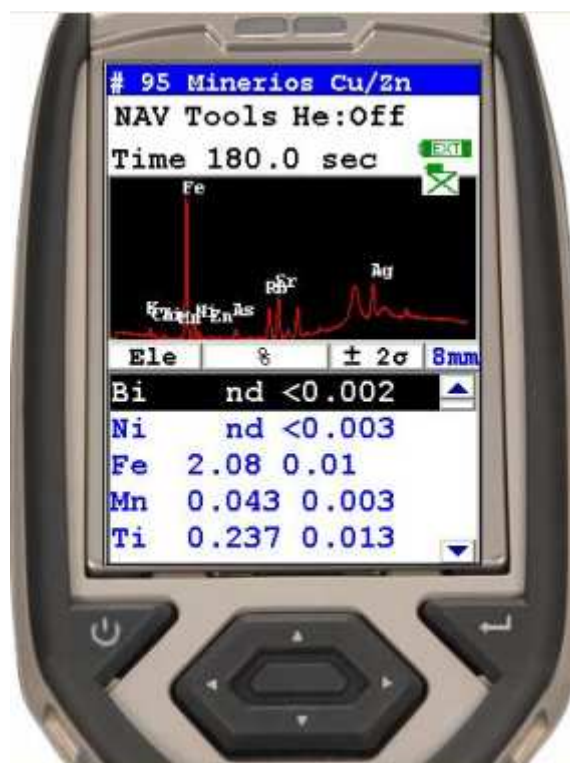 # 95 Minerios Cu/Zn
NAV Tools He:Off
Time 180.0 sec
EXT
Fe
Ag
Sr
As
Zn
Ele % ± 2σ 8mm
Bi nd <0.002
Ni nd <0.003
Fe 2.08 0.01
Mn 0.043 0.003
Ti 0.237 0.013